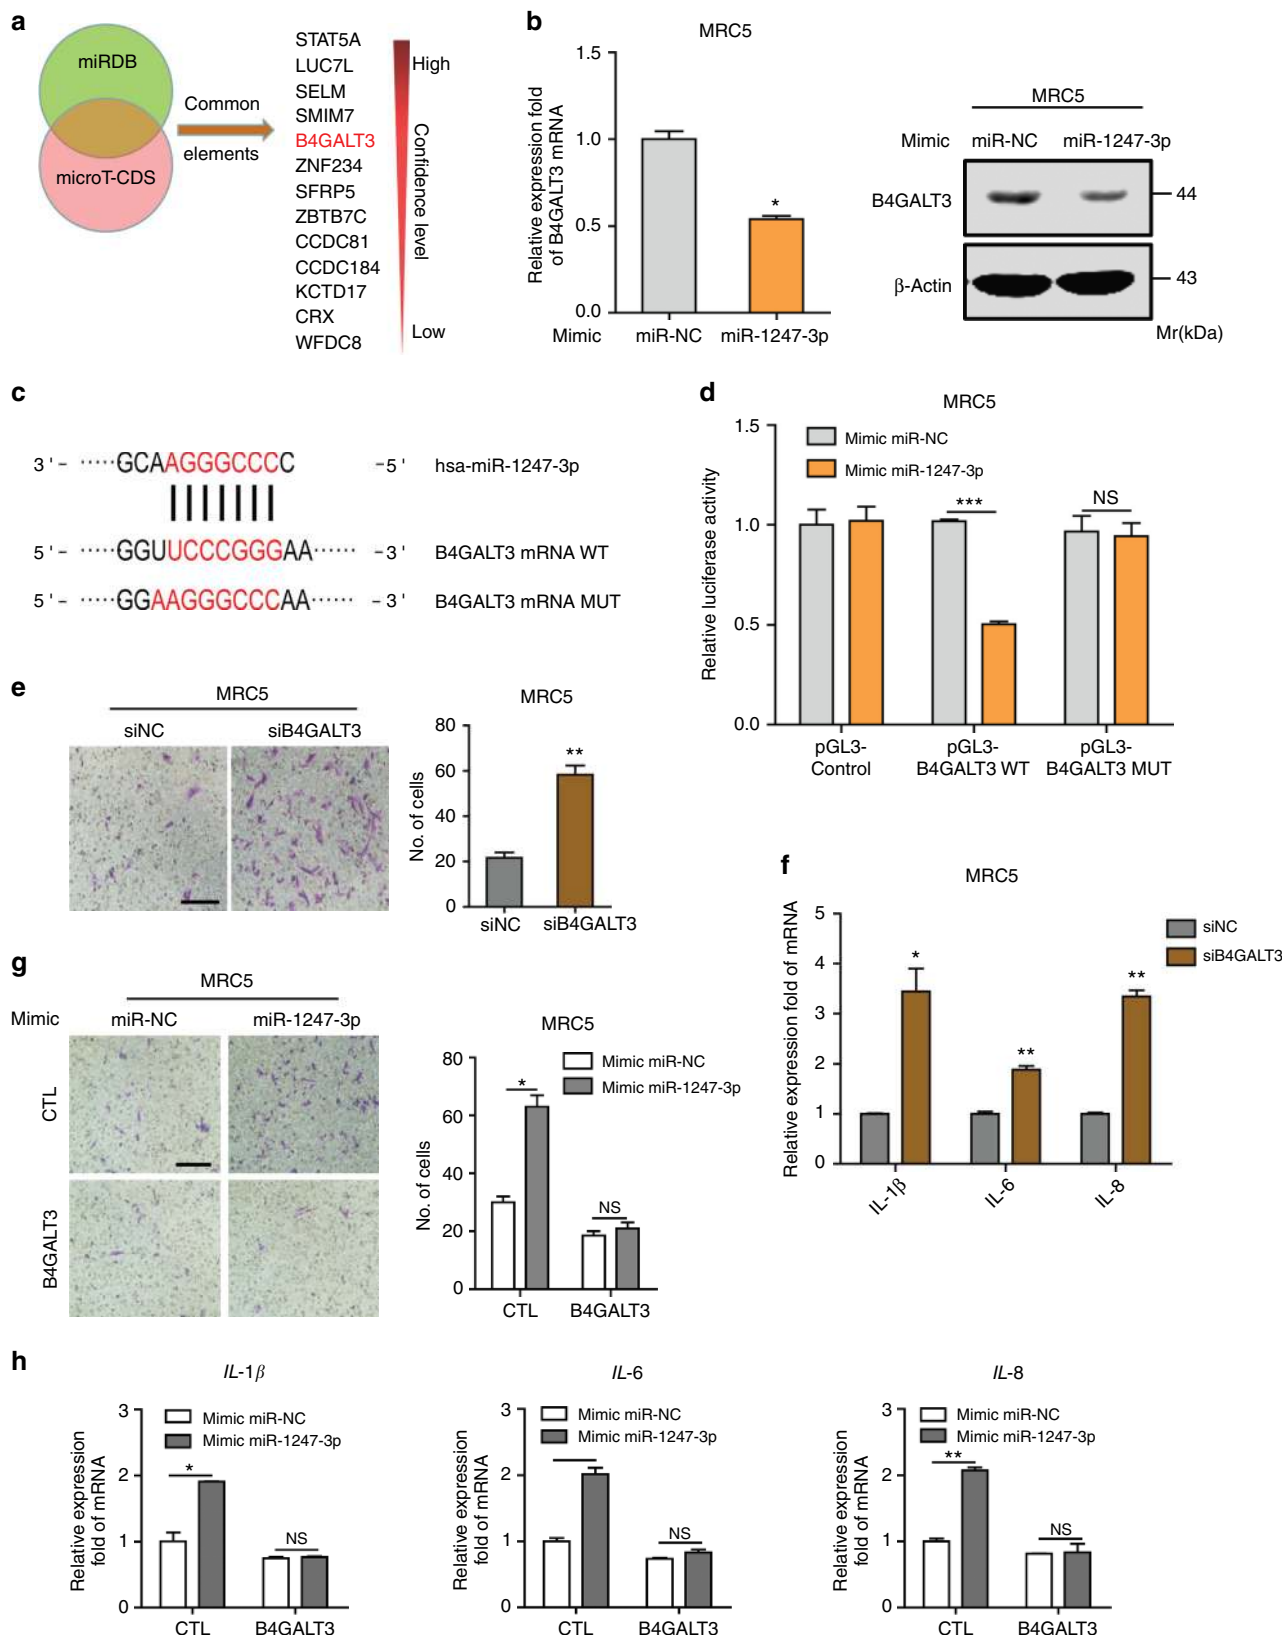 a
miRDB
microT-CDS
Common
elements
STAT5A
LUC7L
SELM
SMIM7
B4GALT3
ZNF234
SFRP5
ZBTB7C
CCDC81
CCDC184
KCTD17
CRX
WFDC8
High
Confidence level
Low
b
MRC5
Relative expression fold
of B4GALT3 mRNA
1.5
1.0
0.5
0.0
*
Mimic
miR-NC
miR-1247-3p
MRC5
Mimic
miR-NC
miR-1247-3p
B4GALT3
44
β-Actin
43
Mr(kDa)
c
3'- ·····GCAAGGGCCCC -5' hsa-miR-1247-3p
5'- ·····GGUUCCCGGGAA······ -3' B4GALT3 mRNA WT
5'- ·····GGAAGGGCCCAA······ -3' B4GALT3 mRNA MUT
d
MRC5
Relative luciferase activity
1.5
1.0
0.5
0.0
Mimic miR-NC
Mimic miR-1247-3p
***
NS
pGL3-
Control
pGL3-
B4GALT3 WT
pGL3-
B4GALT3 MUT
e
MRC5
siNC
siB4GALT3
MRC5
No. of cells
80
60
40
20
0
**
siNC
siB4GALT3
f
MRC5
Relative expression fold of mRNA
5
4
3
2
1
0
siNC
siB4GALT3
*
**
**
IL-1β
IL-6
IL-8
g
MRC5
Mimic
miR-NC
miR-1247-3p
CTL
B4GALT3
MRC5
No. of cells
80
60
40
20
0
Mimic miR-NC
Mimic miR-1247-3p
*
NS
CTL
B4GALT3
h
IL-1β
Relative expression
fold of mRNA
3
2
1
0
Mimic miR-NC
Mimic miR-1247-3p
*
NS
CTL
B4GALT3
IL-6
Relative expression
fold of mRNA
3
2
1
0
Mimic miR-NC
Mimic miR-1247-3p
NS
CTL
B4GALT3
IL-8
Relative expression
fold of mRNA
3
2
1
0
Mimic miR-NC
Mimic miR-1247-3p
**
NS
CTL
B4GALT3